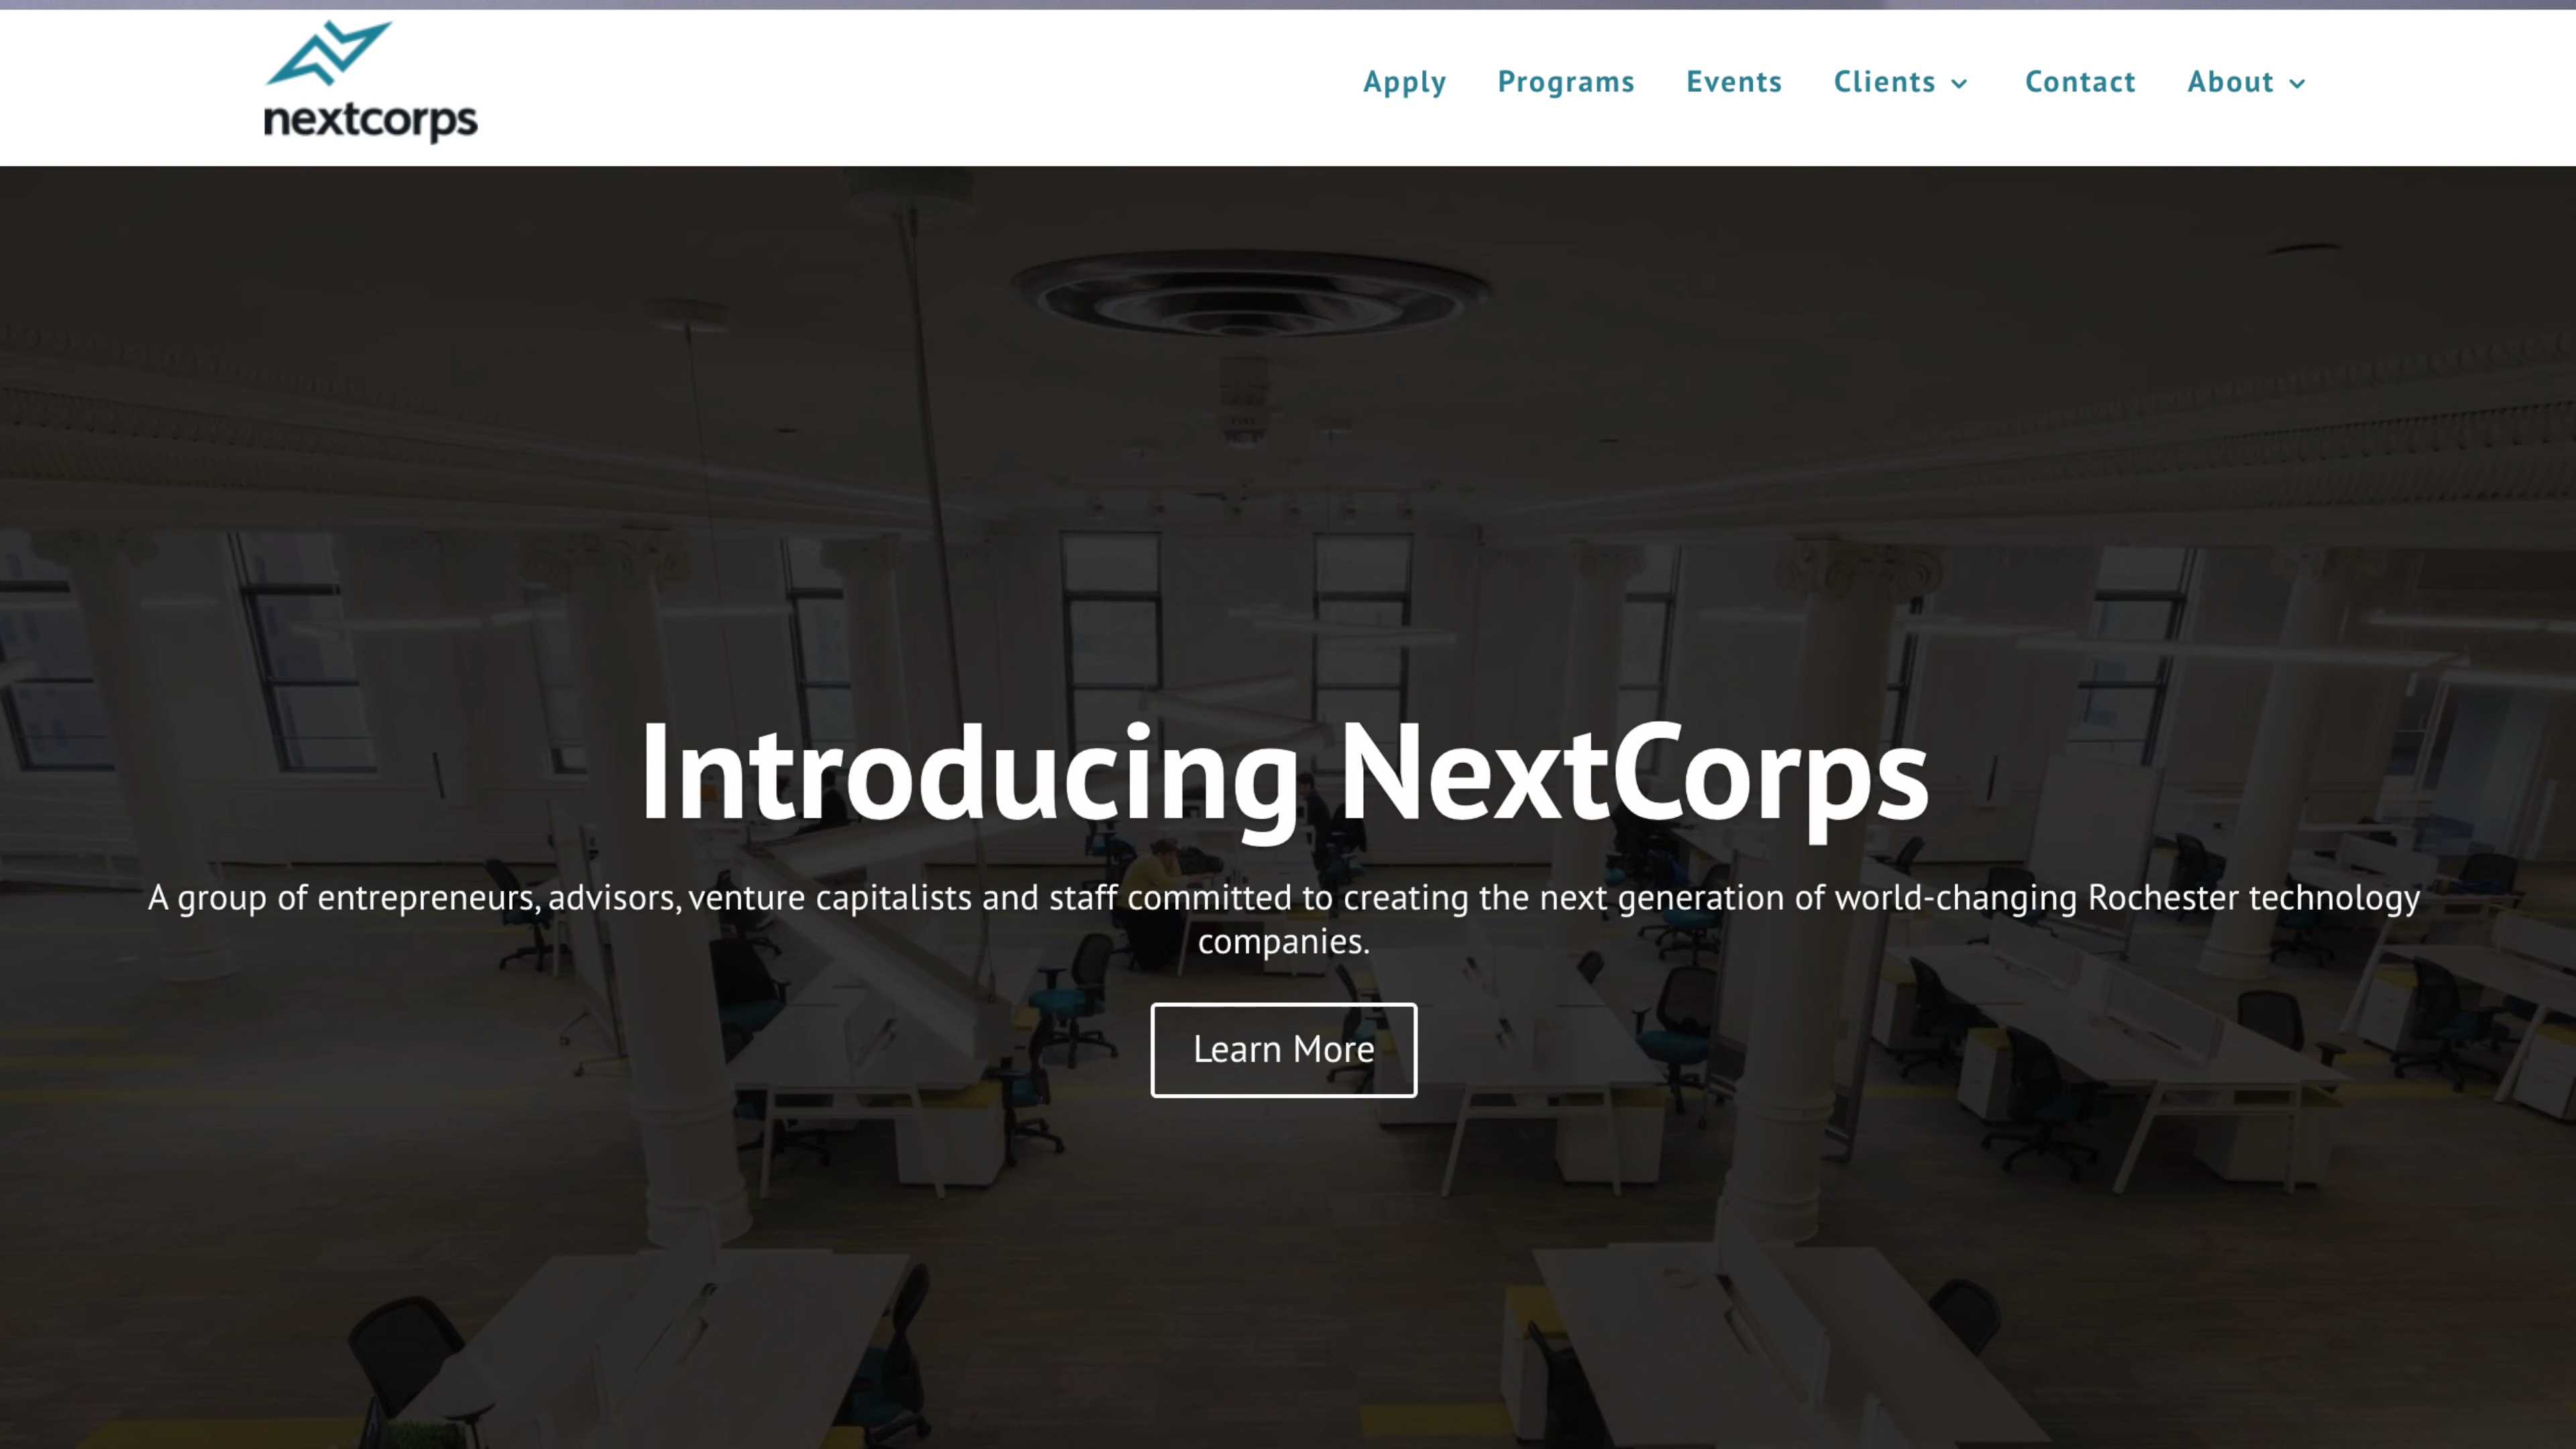 nextcorps
Apply Programs Events Clients Contact About
Introducing NextCorps
A group of entrepreneurs, advisors, venture capitalists and staff committed to creating the next generation of world-changing Rochester technology
companies.
Learn More